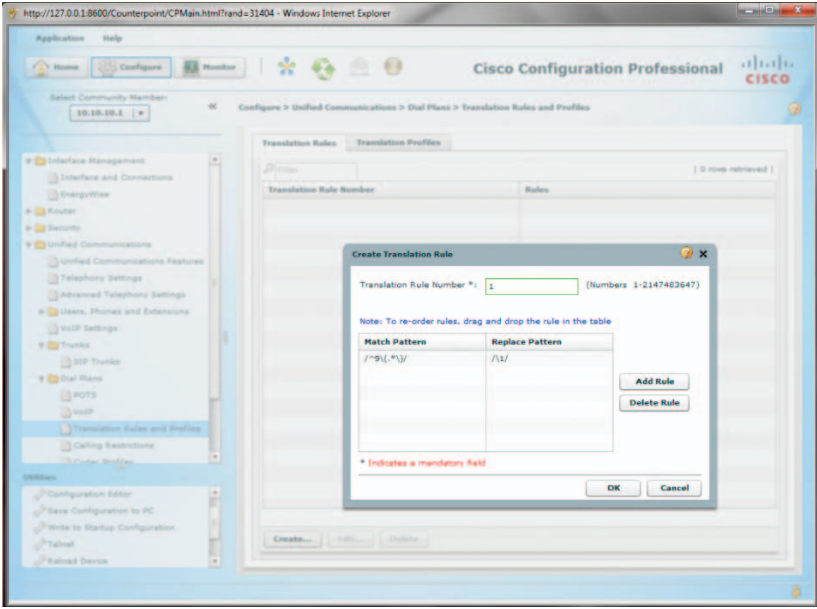 http://127.0.0.1:8600/Counterpoint/CPMain.html?rand=31404 - Windows Internet Explorer
Application Help
Home Configure Monitor
Cisco Configuration Professional
CISCO
Select Community Member:
10.10.10.1
Configure > Unified Communications > Dial Plans > Translation Rules and Profiles
Interface Management
Interface and Connections
EnergyWise
Router
Security
Unified Communications
Unified Communications Features
Telephony Settings
Advanced Telephony Settings
Users, Phones and Extensions
VoIP Settings
Trunks
SIP Trunks
Dial Plans
POTS
VoIP
Translation Rules and Profiles
Calling Restrictions
Codec Profiles
Utilities
Configuration Editor
Save Configuration to PC
Write to Startup Configuration
Telnet
Reload Device
Translation Rules Translation Profiles
Filter
| 0 rows retrieved |
Translation Rule Number Rules
Create Translation Rule
Translation Rule Number *: 1 (Numbers 1-2147483647)
Note: To re-order rules, drag and drop the rule in the table
Match Pattern Replace Pattern
/^9\(.*\)/ /\1/
Add Rule
Delete Rule
* Indicates a mandatory field
OK Cancel
Create... Edit... Delete